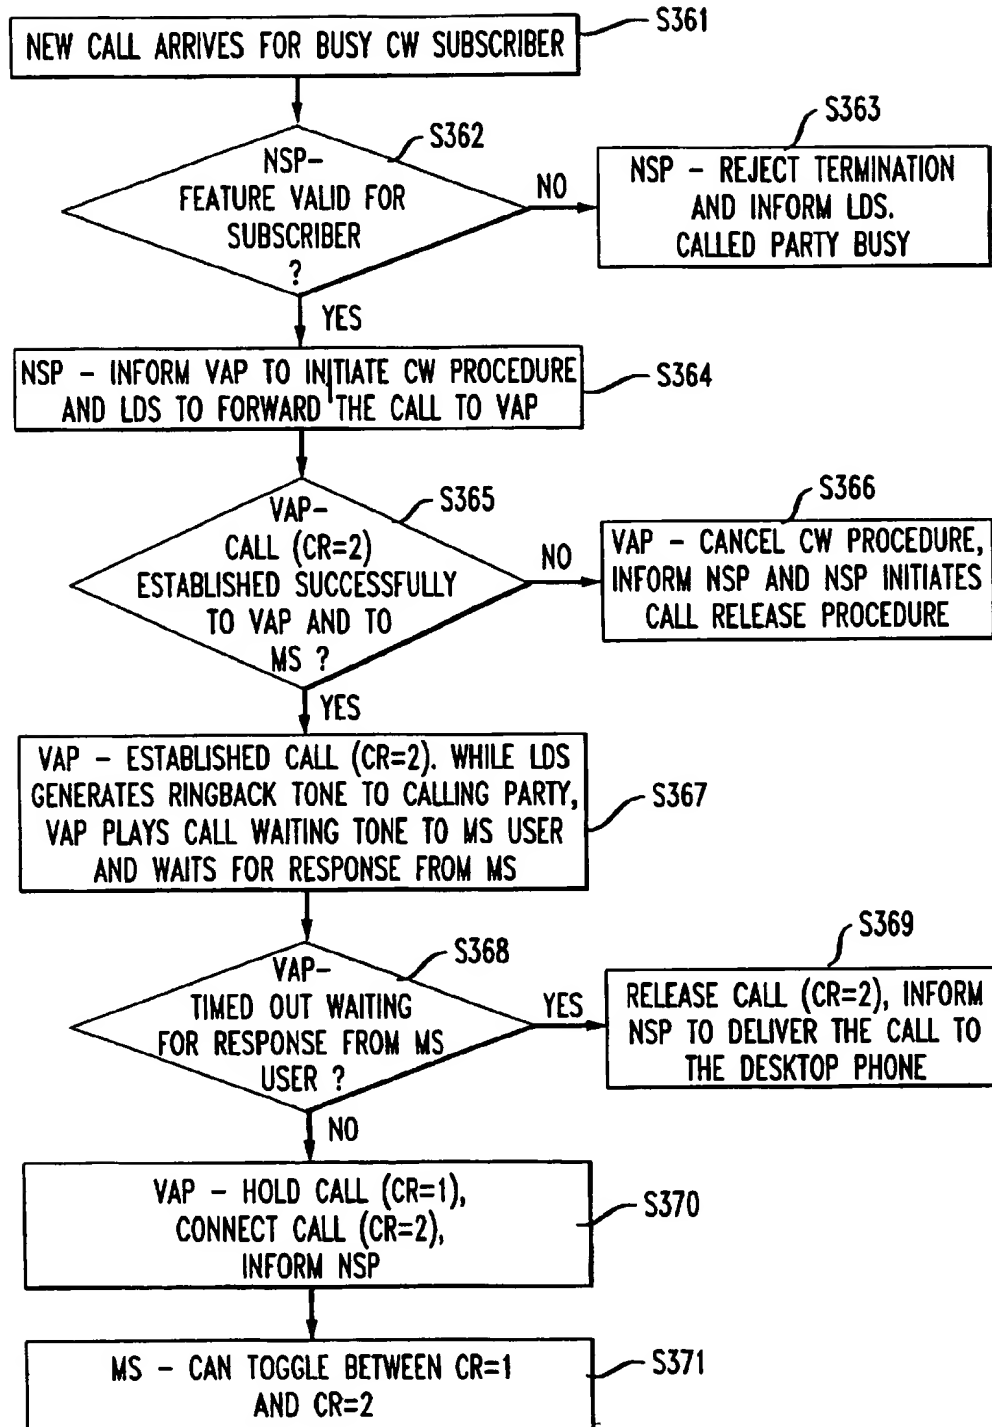 NEW CALL ARRIVES FOR BUSY CW SUBSCRIBER
S361
NSP-
FEATURE VALID FOR
SUBSCRIBER
?
S362
NO
NSP - REJECT TERMINATION
AND INFORM LDS.
CALLED PARTY BUSY
S363
YES
NSP - INFORM VAP TO INITIATE CW PROCEDURE
AND LDS TO FORWARD THE CALL TO VAP
S364
VAP-
CALL (CR=2)
ESTABLISHED SUCCESSFULLY
TO VAP AND TO
MS ?
S365
NO
VAP - CANCEL CW PROCEDURE,
INFORM NSP AND NSP INITIATES
CALL RELEASE PROCEDURE
S366
YES
VAP - ESTABLISHED CALL (CR=2). WHILE LDS
GENERATES RINGBACK TONE TO CALLING PARTY,
VAP PLAYS CALL WAITING TONE TO MS USER
AND WAITS FOR RESPONSE FROM MS
S367
VAP-
TIMED OUT WAITING
FOR RESPONSE FROM MS
USER ?
S368
YES
RELEASE CALL (CR=2), INFORM
NSP TO DELIVER THE CALL TO
THE DESKTOP PHONE
S369
NO
VAP - HOLD CALL (CR=1),
CONNECT CALL (CR=2),
INFORM NSP
S370
MS - CAN TOGGLE BETWEEN CR=1
AND CR=2
S371